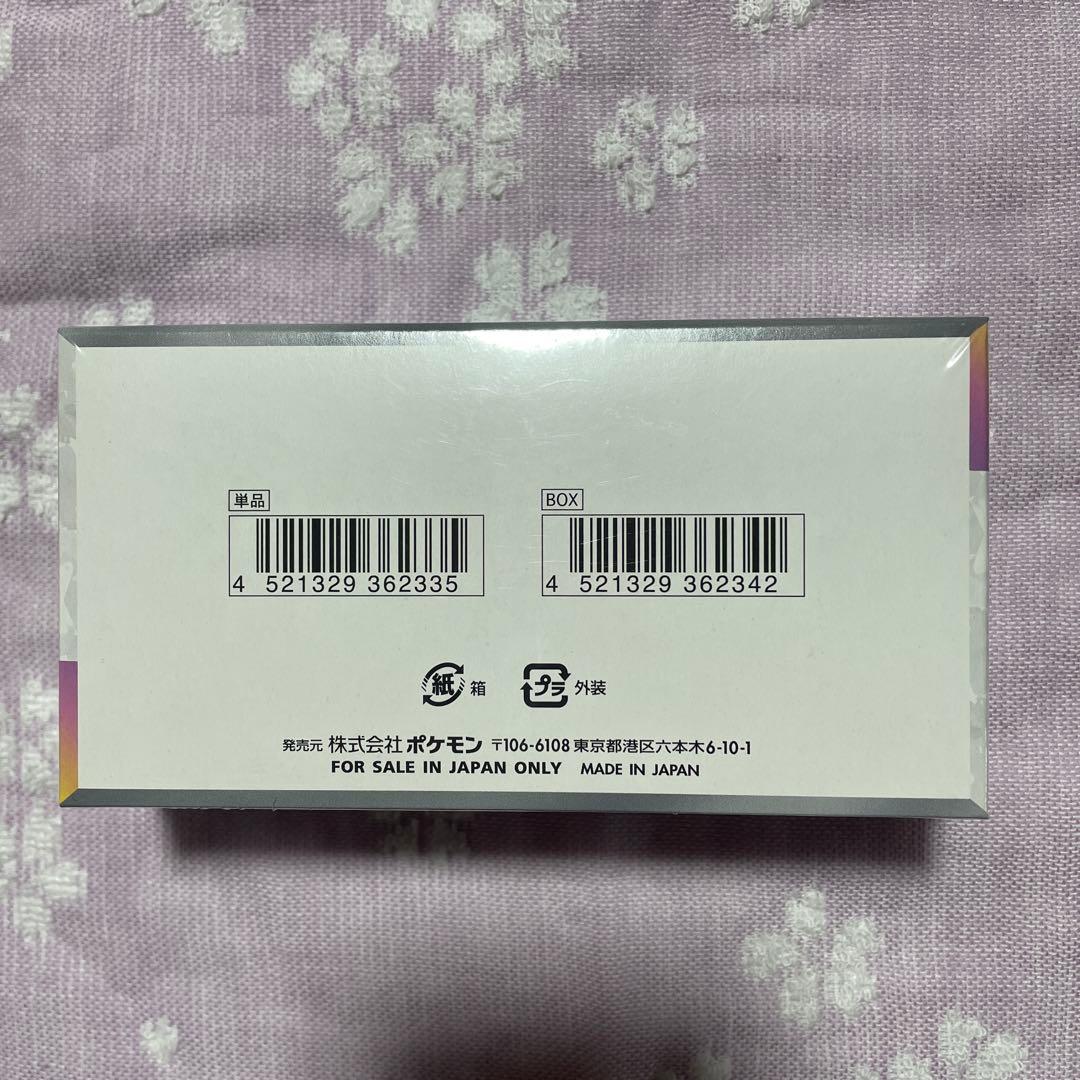 単品 BOX
4 521329 362335 4 521329 362342
紙 箱 プラ 外装
発売元 株式会社 ポケモン 〒106-6108 東京都港区六本木6-10-1
FOR SALE IN JAPAN ONLY MADE IN JAPAN